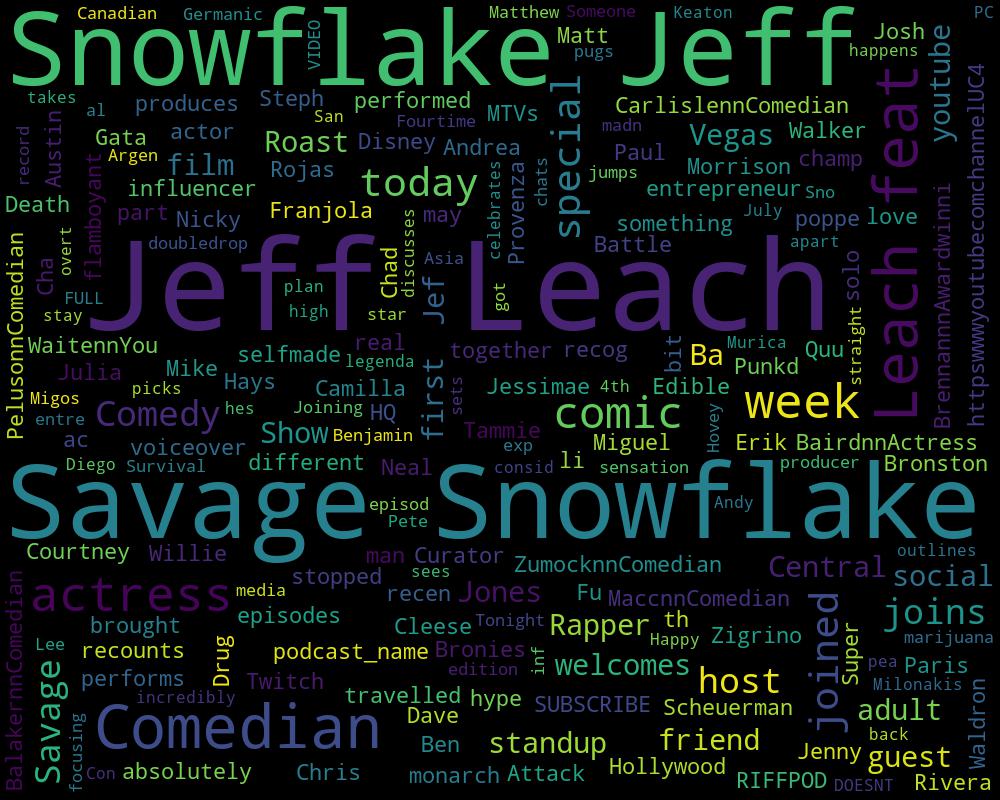 Canadian Germanic Matthew Someone Keaton PC
Snowflake Jeff
VIDEO Matt pugs Josh happens youtube
takes al produces Steph performed MTVs special CarlislennComedian feat httpswwwyoutubecomchannelUC4
record Austin Gata actor San Fourtime madn Vegas Walker
Argen film Roast Disney Andrea Paul Morrison champ
Rojas today celebrates chats jumps
flamboyant influencer Provenza entrepreneur Sno
Death part Nicky Franjola may something July poppe love
overt doubledrop discusses Battle apart Leach BrennannnAwardwinni
PelusonnComedian Cha Jeff Leach
FULL plan Chad Jef Asia got solo
stay high star
WaitennYou real together recog bit Ba Murica Quu straight
Julia Mike selfmade legenda first sets Punkd
Migos picks Hays Camilla Jessimae 4th Edible week
entre Comedy hes Joining HQ comic Hovey
ac voiceover Show Benjamin Tammie exp Miguel Erik BairdnnActress
Diego Survival different Neal consid li sensation producer Bronston
Savage Snowflake
episod Pete Andy
Courtney Willie man Curator ZumocknnComedian Central outlines
BalakernnComedian actress media stopped sees recen Jones Fu MaccnnComedian joined social
brought episodes Cleese Tonight Rapper th Happy Zigrino joins marijuana
Lee recounts Drug podcast_name Bronies inf Super
Savage performs Twitch edition welcomes host pea Paris
incredibly travelled hype SUBSCRIBE Scheuerman Milonakis Waldron
focusing Comedian Dave adult
Ben standup friend Jenny back guest
Con absolutely Chris monarch Attack Hollywood RIFFPOD DOESNT Rivera